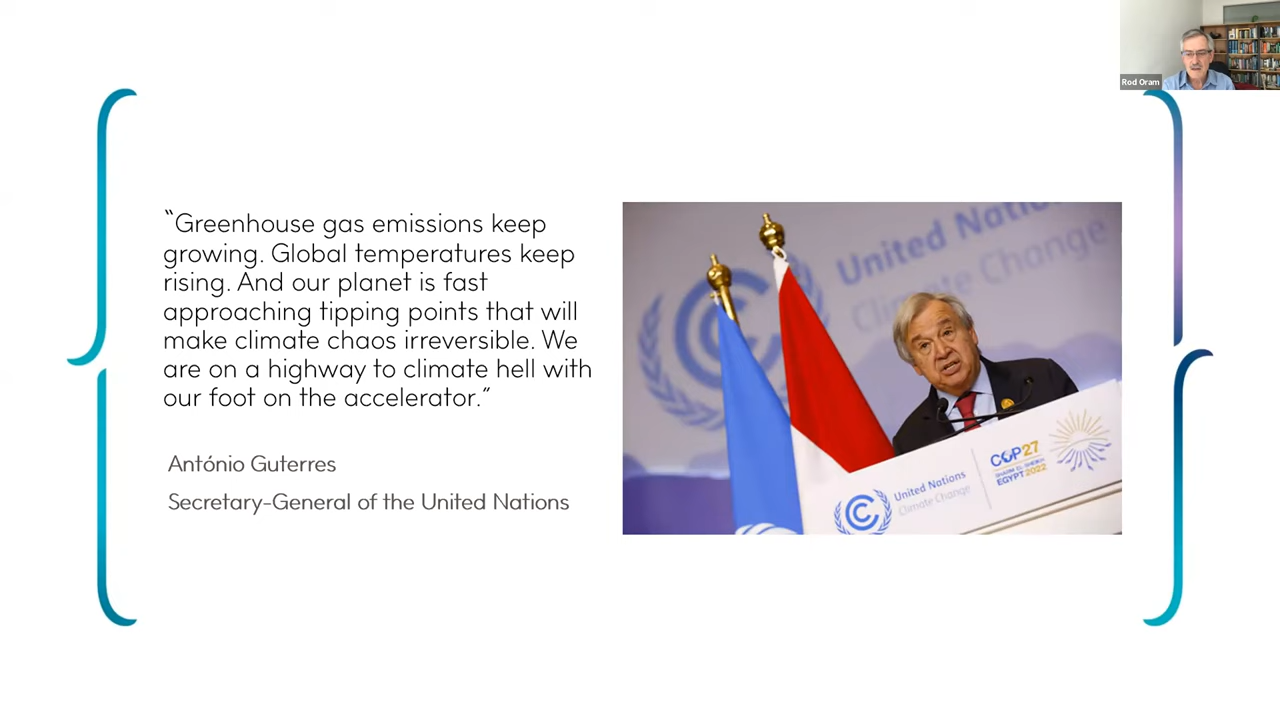 Rod Oram
“Greenhouse gas emissions keep
growing. Global temperatures keep
rising. And our planet is fast
approaching tipping points that will
make climate chaos irreversible. We
are on a highway to climate hell with
our foot on the accelerator.”
António Guterres
Secretary-General of the United Nations
United Nations
Climate Change
United Nations
Climate Change
COP27
SHARM EL-SHEIKH
EGYPT 2022